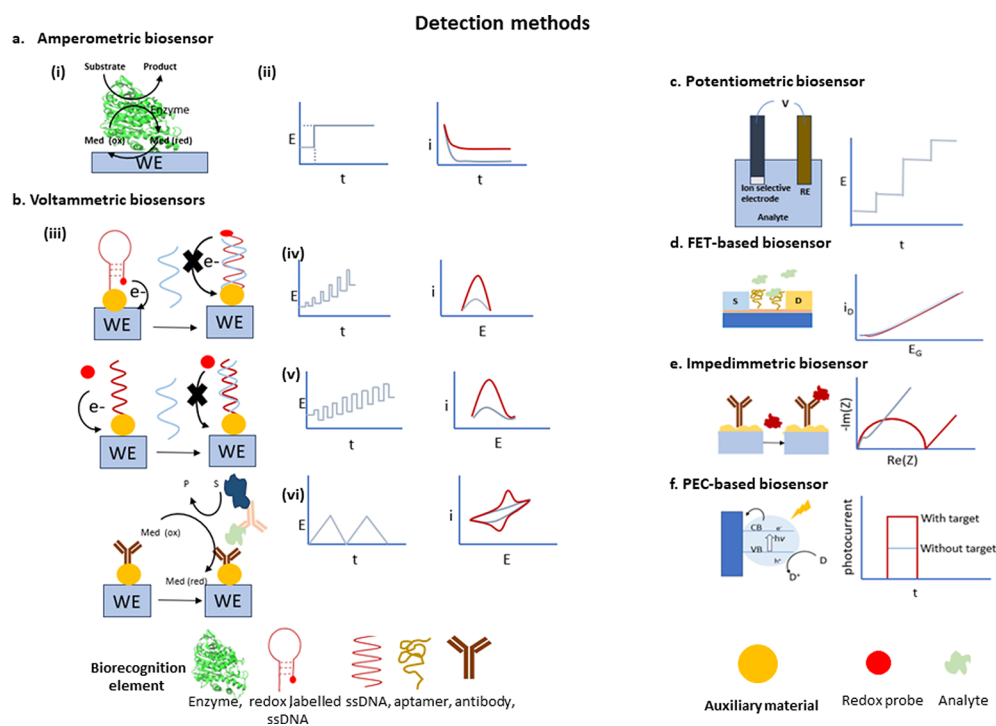 Detection methods
a. Amperometric biosensor
(i)
Substrate
Product
Enzyme
Med (ox)
Med (red)
WE
(ii)
E
t
i
t
b. Voltammetric biosensors
(iii)
e-
WE
e-
WE
(iv)
E
t
i
E
e-
WE
WE
(v)
E
t
i
E
P
S
Med (ox)
Med (red)
WE
WE
(vi)
E
t
i
E
c. Potentiometric biosensor
V
Ion selective
electrode
RE
Analyte
E
t
d. FET-based biosensor
S
D
iD
EG
e. Impedimmetric biosensor
-Im(Z)
Re(Z)
f. PEC-based biosensor
CB
e-
hν
VB
h+
D
D+
photocurrent
With target
Without target
t
Biorecognition
element
Enzyme, redox labelled ssDNA, aptamer, antibody,
ssDNA
Auxiliary material
Redox probe
Analyte